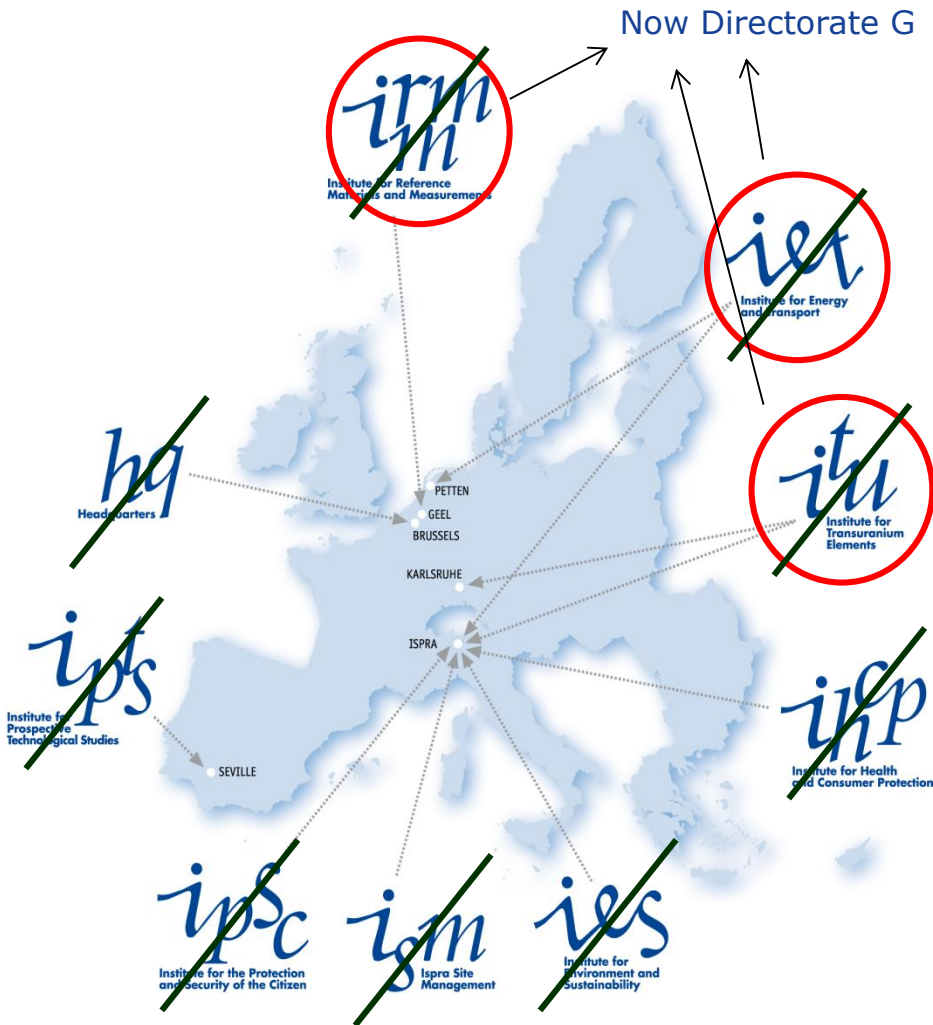 Now Directorate G
irmm
Institute for Reference
Materials and Measurements
iet
Institute for Energy
and Transport
hq
Headquarters
itu
Institute for
Transuranium
Elements
PETTEN
GEEL
BRUSSELS
KARLSRUHE
ISPRA
ipts
Institute for
Prospective
Technological Studies
SEVILLE
ihcp
Institute for Health
and Consumer Protection
ipsc
Institute for the Protection
and Security of the Citizen
ism
Ispra Site
Management
ies
Institute for
Environment and
Sustainability